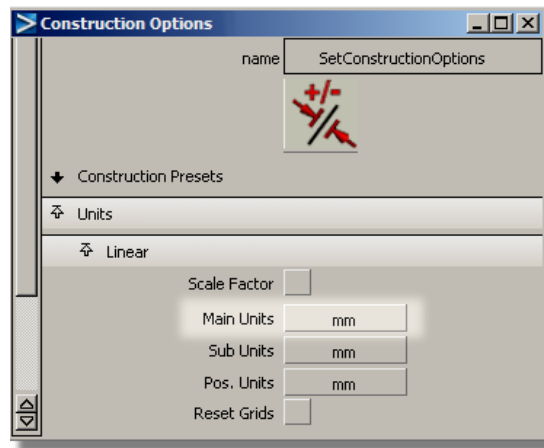 Construction Options
name SetConstructionOptions
+/-
Construction Presets
Units
Linear
Scale Factor
Main Units mm
Sub Units mm
Pos. Units mm
Reset Grids